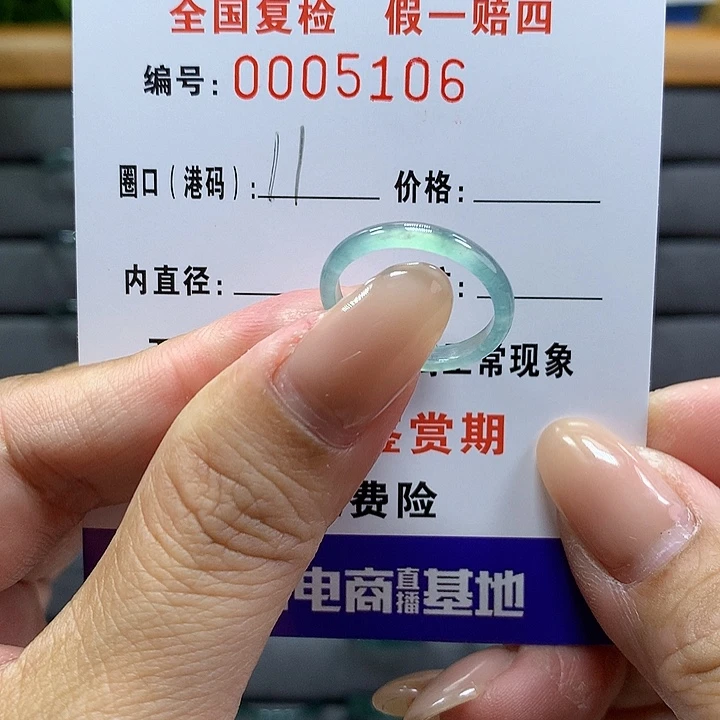 全国复检 假一赔四
编号: 0005106
圈口(港码): 11 价格:
内直径: :
常现象
赏期
费险
电商直播基地